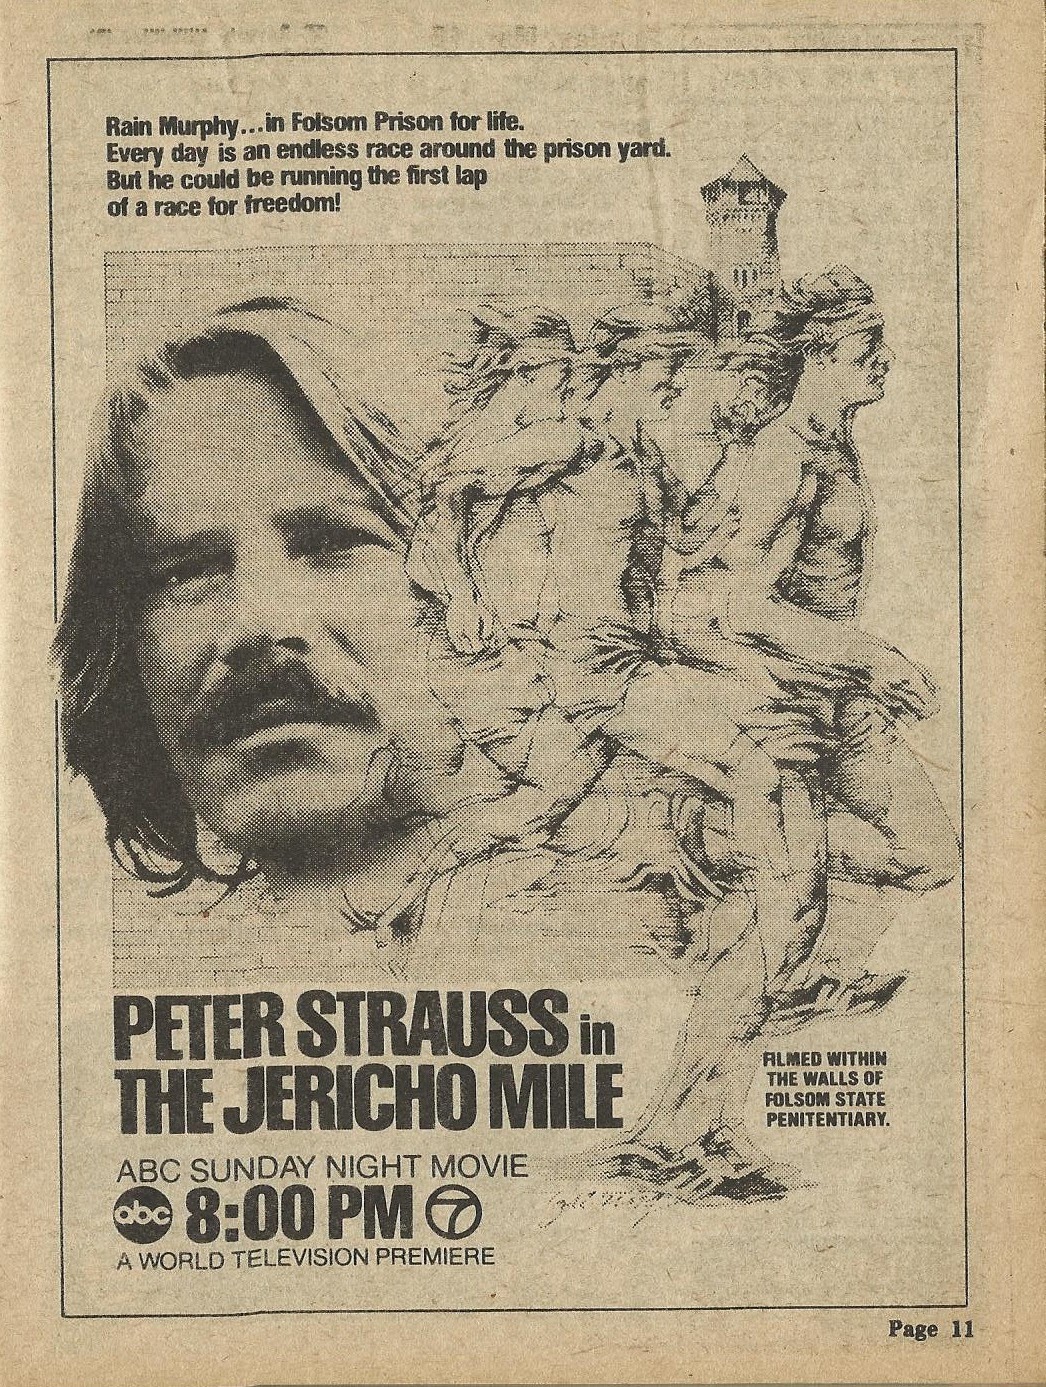 Rain Murphy...in Folsom Prison for life.
Every day is an endless race around the prison yard.
But he could be running the first lap
of a race for freedom!
PETER STRAUSS in
THE JERICHO MILE
FILMED WITHIN
THE WALLS OF
FOLSOM STATE
PENITENTIARY.
ABC SUNDAY NIGHT MOVIE
abc 8:00 PM 7
A WORLD TELEVISION PREMIERE
Page 11